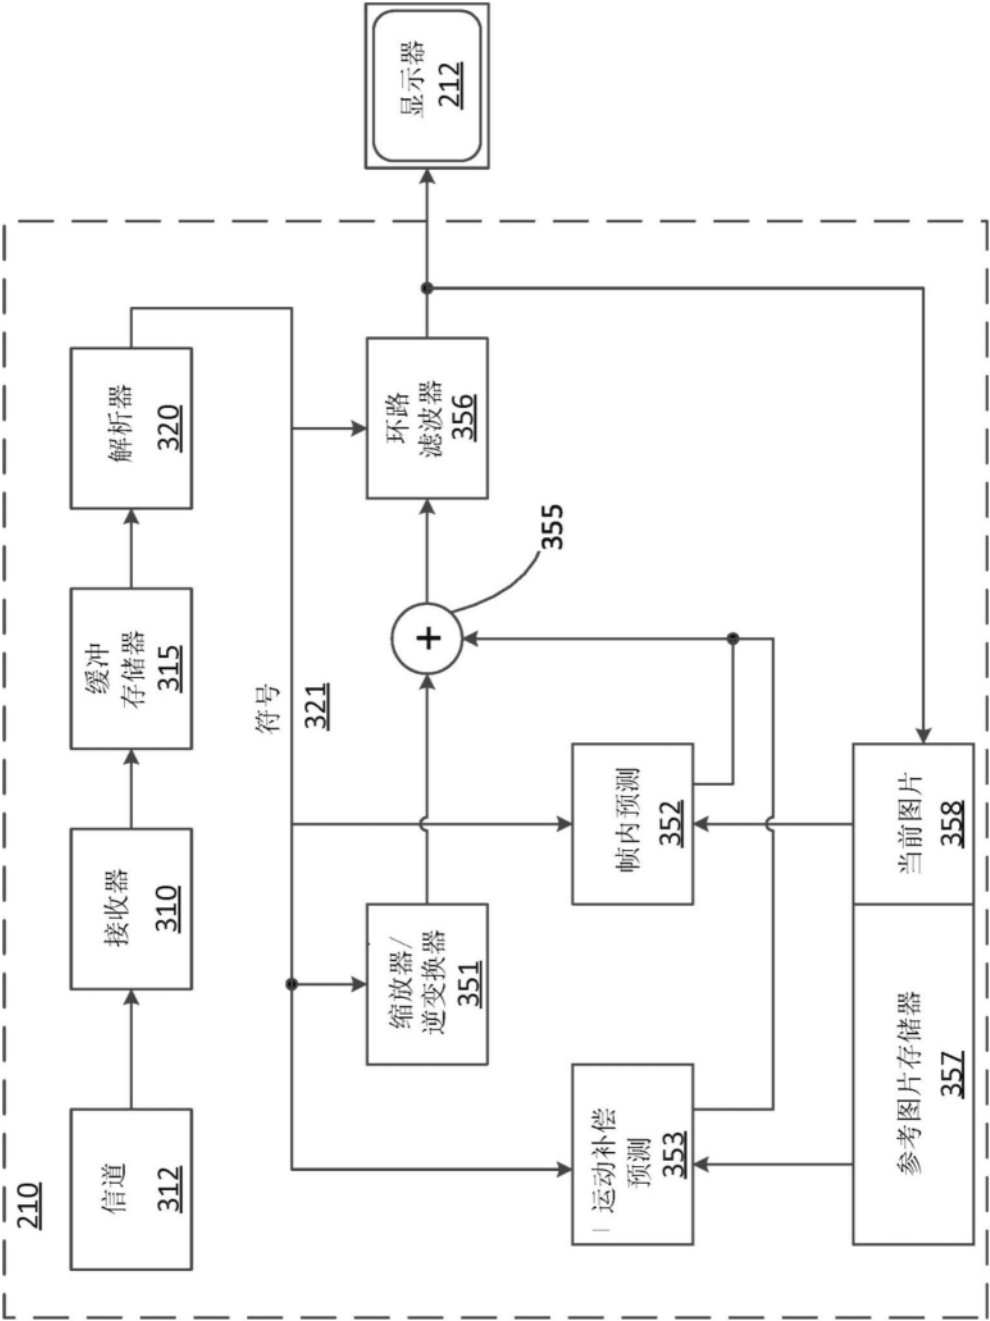 210
信道
312
接收器
310
缓冲
存储器
315
解析器
320
符号
321
缩放器/
逆变换器
351
355
环路
滤波器
356
显示器
212
运动补偿
预测
353
帧内预测
352
参考图片存储器
357
当前图片
358
+